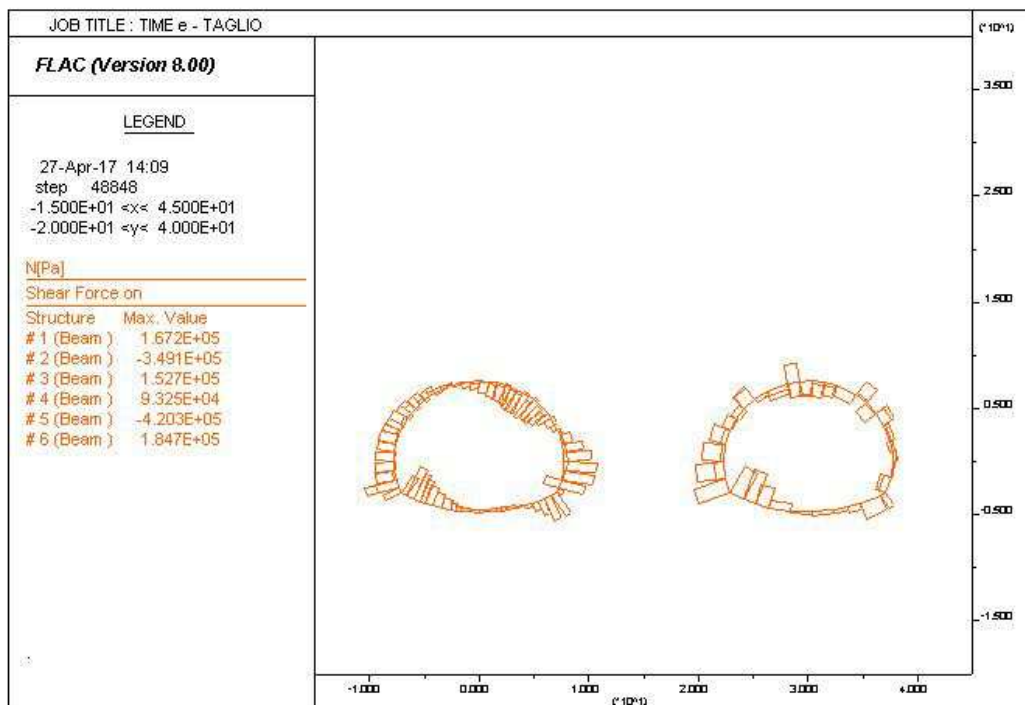 JOB TITLE : TIME e - TAGLIO
FLAC (Version 8.00)
LEGEND
27-Apr-17 14:09
step 48848
-1.500E+01 <x< 4.500E+01
-2.000E+01 <y< 4.000E+01
N[Pa]
Shear Force on
Structure Max. Value
# 1 (Beam ) 1.672E+05
# 2 (Beam ) -3.491E+05
# 3 (Beam ) 1.527E+05
# 4 (Beam ) 9.325E+04
# 5 (Beam ) -4.203E+05
# 6 (Beam ) 1.847E+05
(*10^1)
3.500
2.500
1.500
0.500
-0.500
-1.500
-1.000 0.000 1.000 2.000 3.000 4.000
(*10^1)